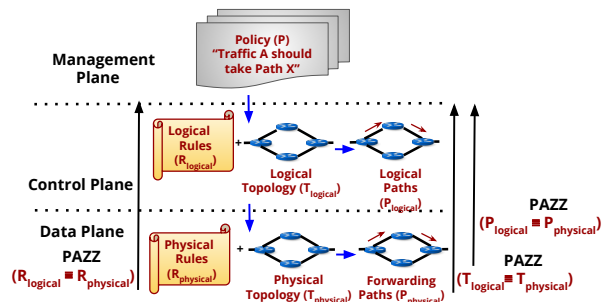 Policy (P)
”Traffic A should
take Path X”
Management
Plane
Logical
Rules
(Rlogical)
+
Logical
Topology (Tlogical)
Logical
Paths
(Plogical)
Control Plane
Data Plane
PAZZ
(Rlogical ≡ Rphysical)
Physical
Rules
(Rphysical)
+
Physical
Topology (Tphysical)
Forwarding
Paths (Pphysical)
PAZZ
(Plogical ≡ Pphysical)
PAZZ
(Tlogical ≡ Tphysical)